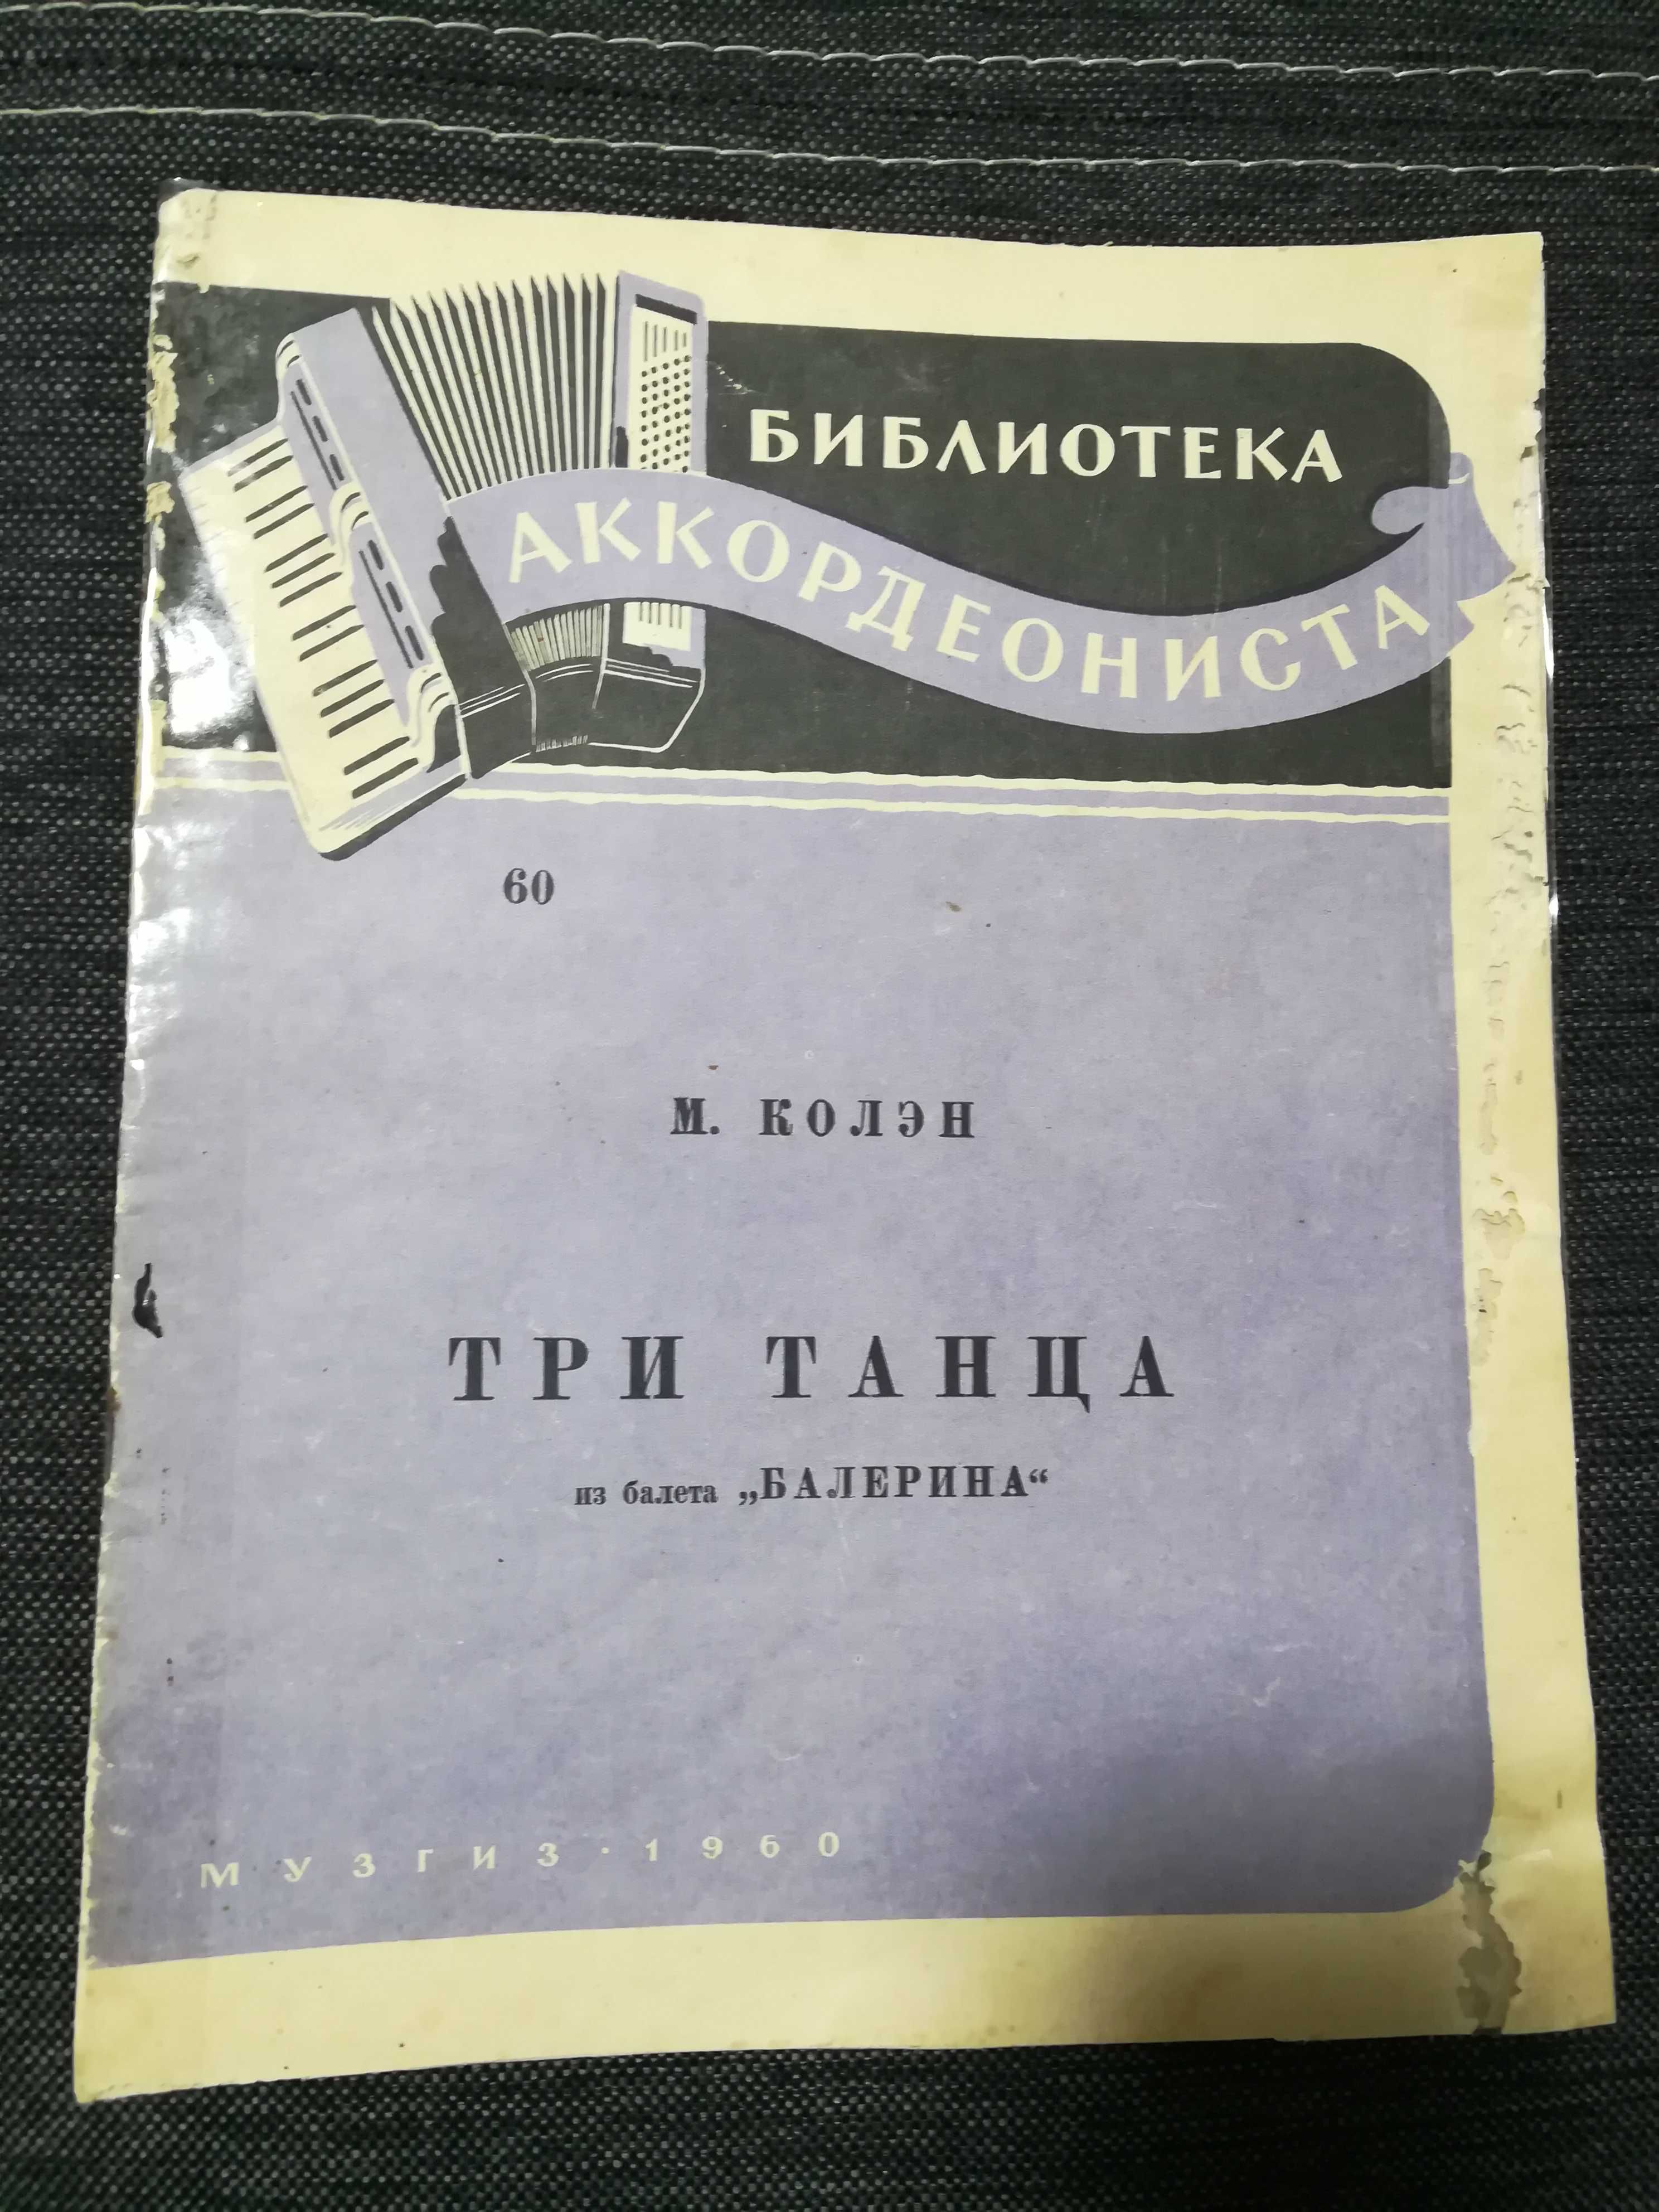 БИБЛИОТЕКА
АККОРДЕОНИСТА
60
М. КОЛЭН
ТРИ ТАНЦА
из балета „БАЛЕРИНА“
МУЗГИЗ · 1960